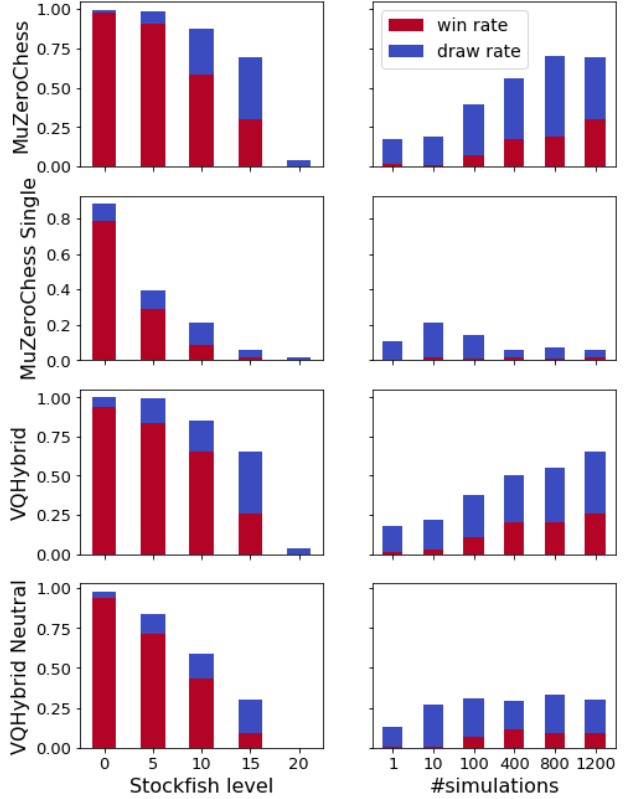 MuZeroChess
1.00
0.75
0.50
0.25
0.00
win rate
draw rate
MuZeroChess Single
0.8
0.6
0.4
0.2
0.0
VQHybrid
1.00
0.75
0.50
0.25
0.00
VQHybrid Neutral
1.00
0.75
0.50
0.25
0.00
0 5 10 15 20
Stockfish level
1 10 100 400 800 1200
#simulations